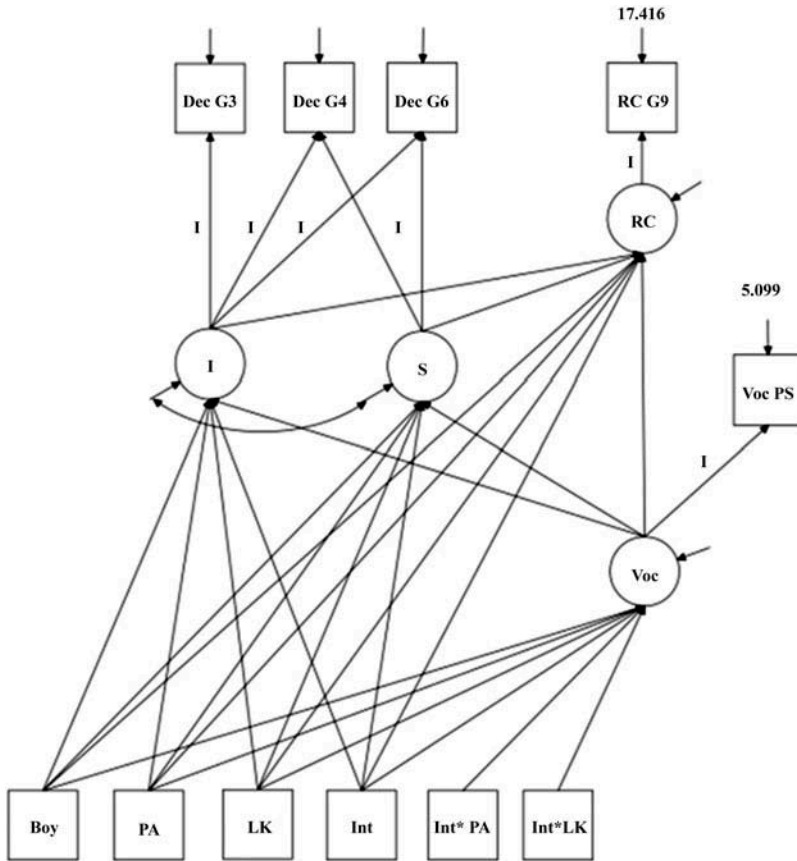 17.416
Dec G3
Dec G4
Dec G6
RC G9
I
RC
I
I
I
I
5.099
I
S
Voc PS
I
Voc
Boy
PA
LK
Int
Int* PA
Int*LK